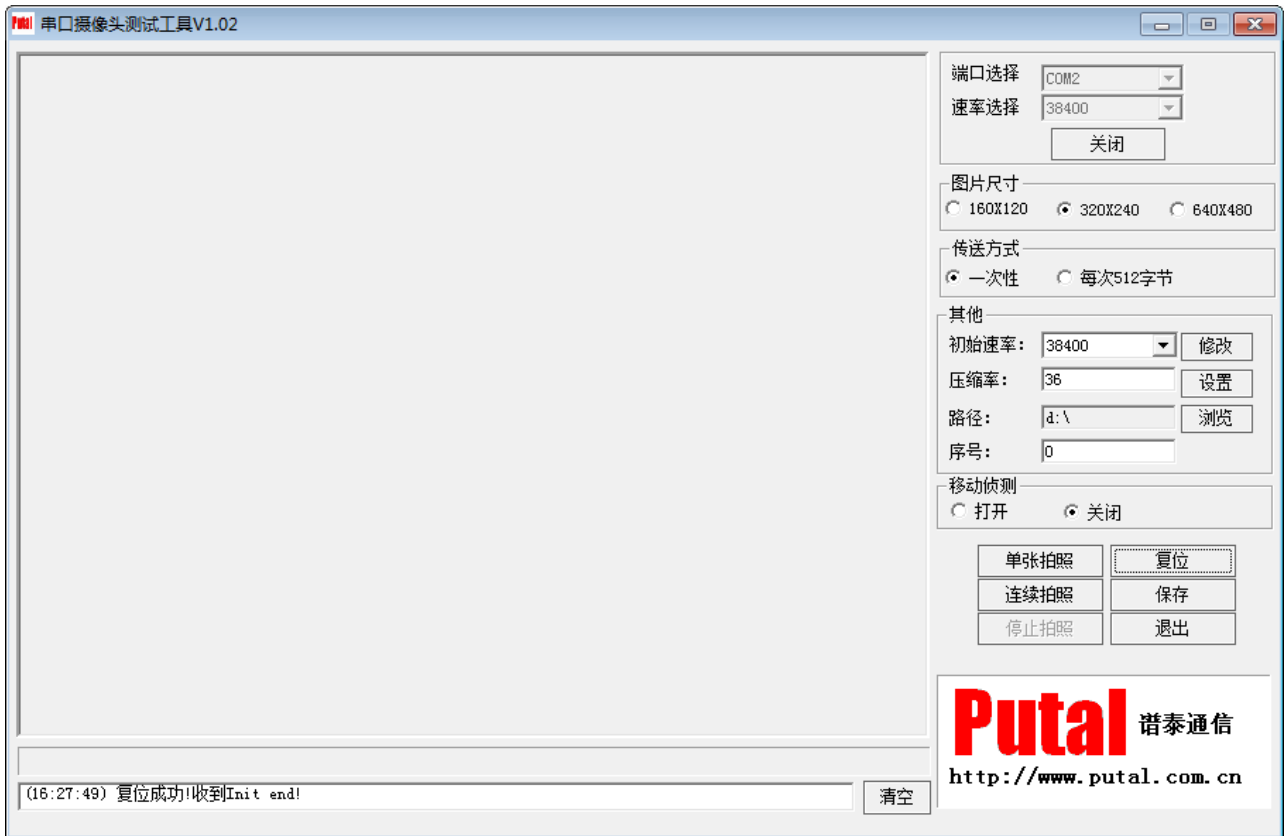 Putal 串口摄像头测试工具V1.02
端口选择 COM2
速率选择 38400
关闭
图片尺寸
160X120 320X240 640X480
传送方式
一次性 每次512字节
其他
初始速率: 38400 修改
压缩率: 36 设置
路径: d:\ 浏览
序号: 0
移动侦测
打开 关闭
单张拍照 复位
连续拍照 保存
停止拍照 退出
Putal 谱泰通信
http://www.putal.com.cn
(16:27:49) 复位成功!收到Init end! 清空